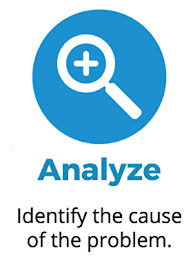 Analyze
Identify the cause
of the problem.